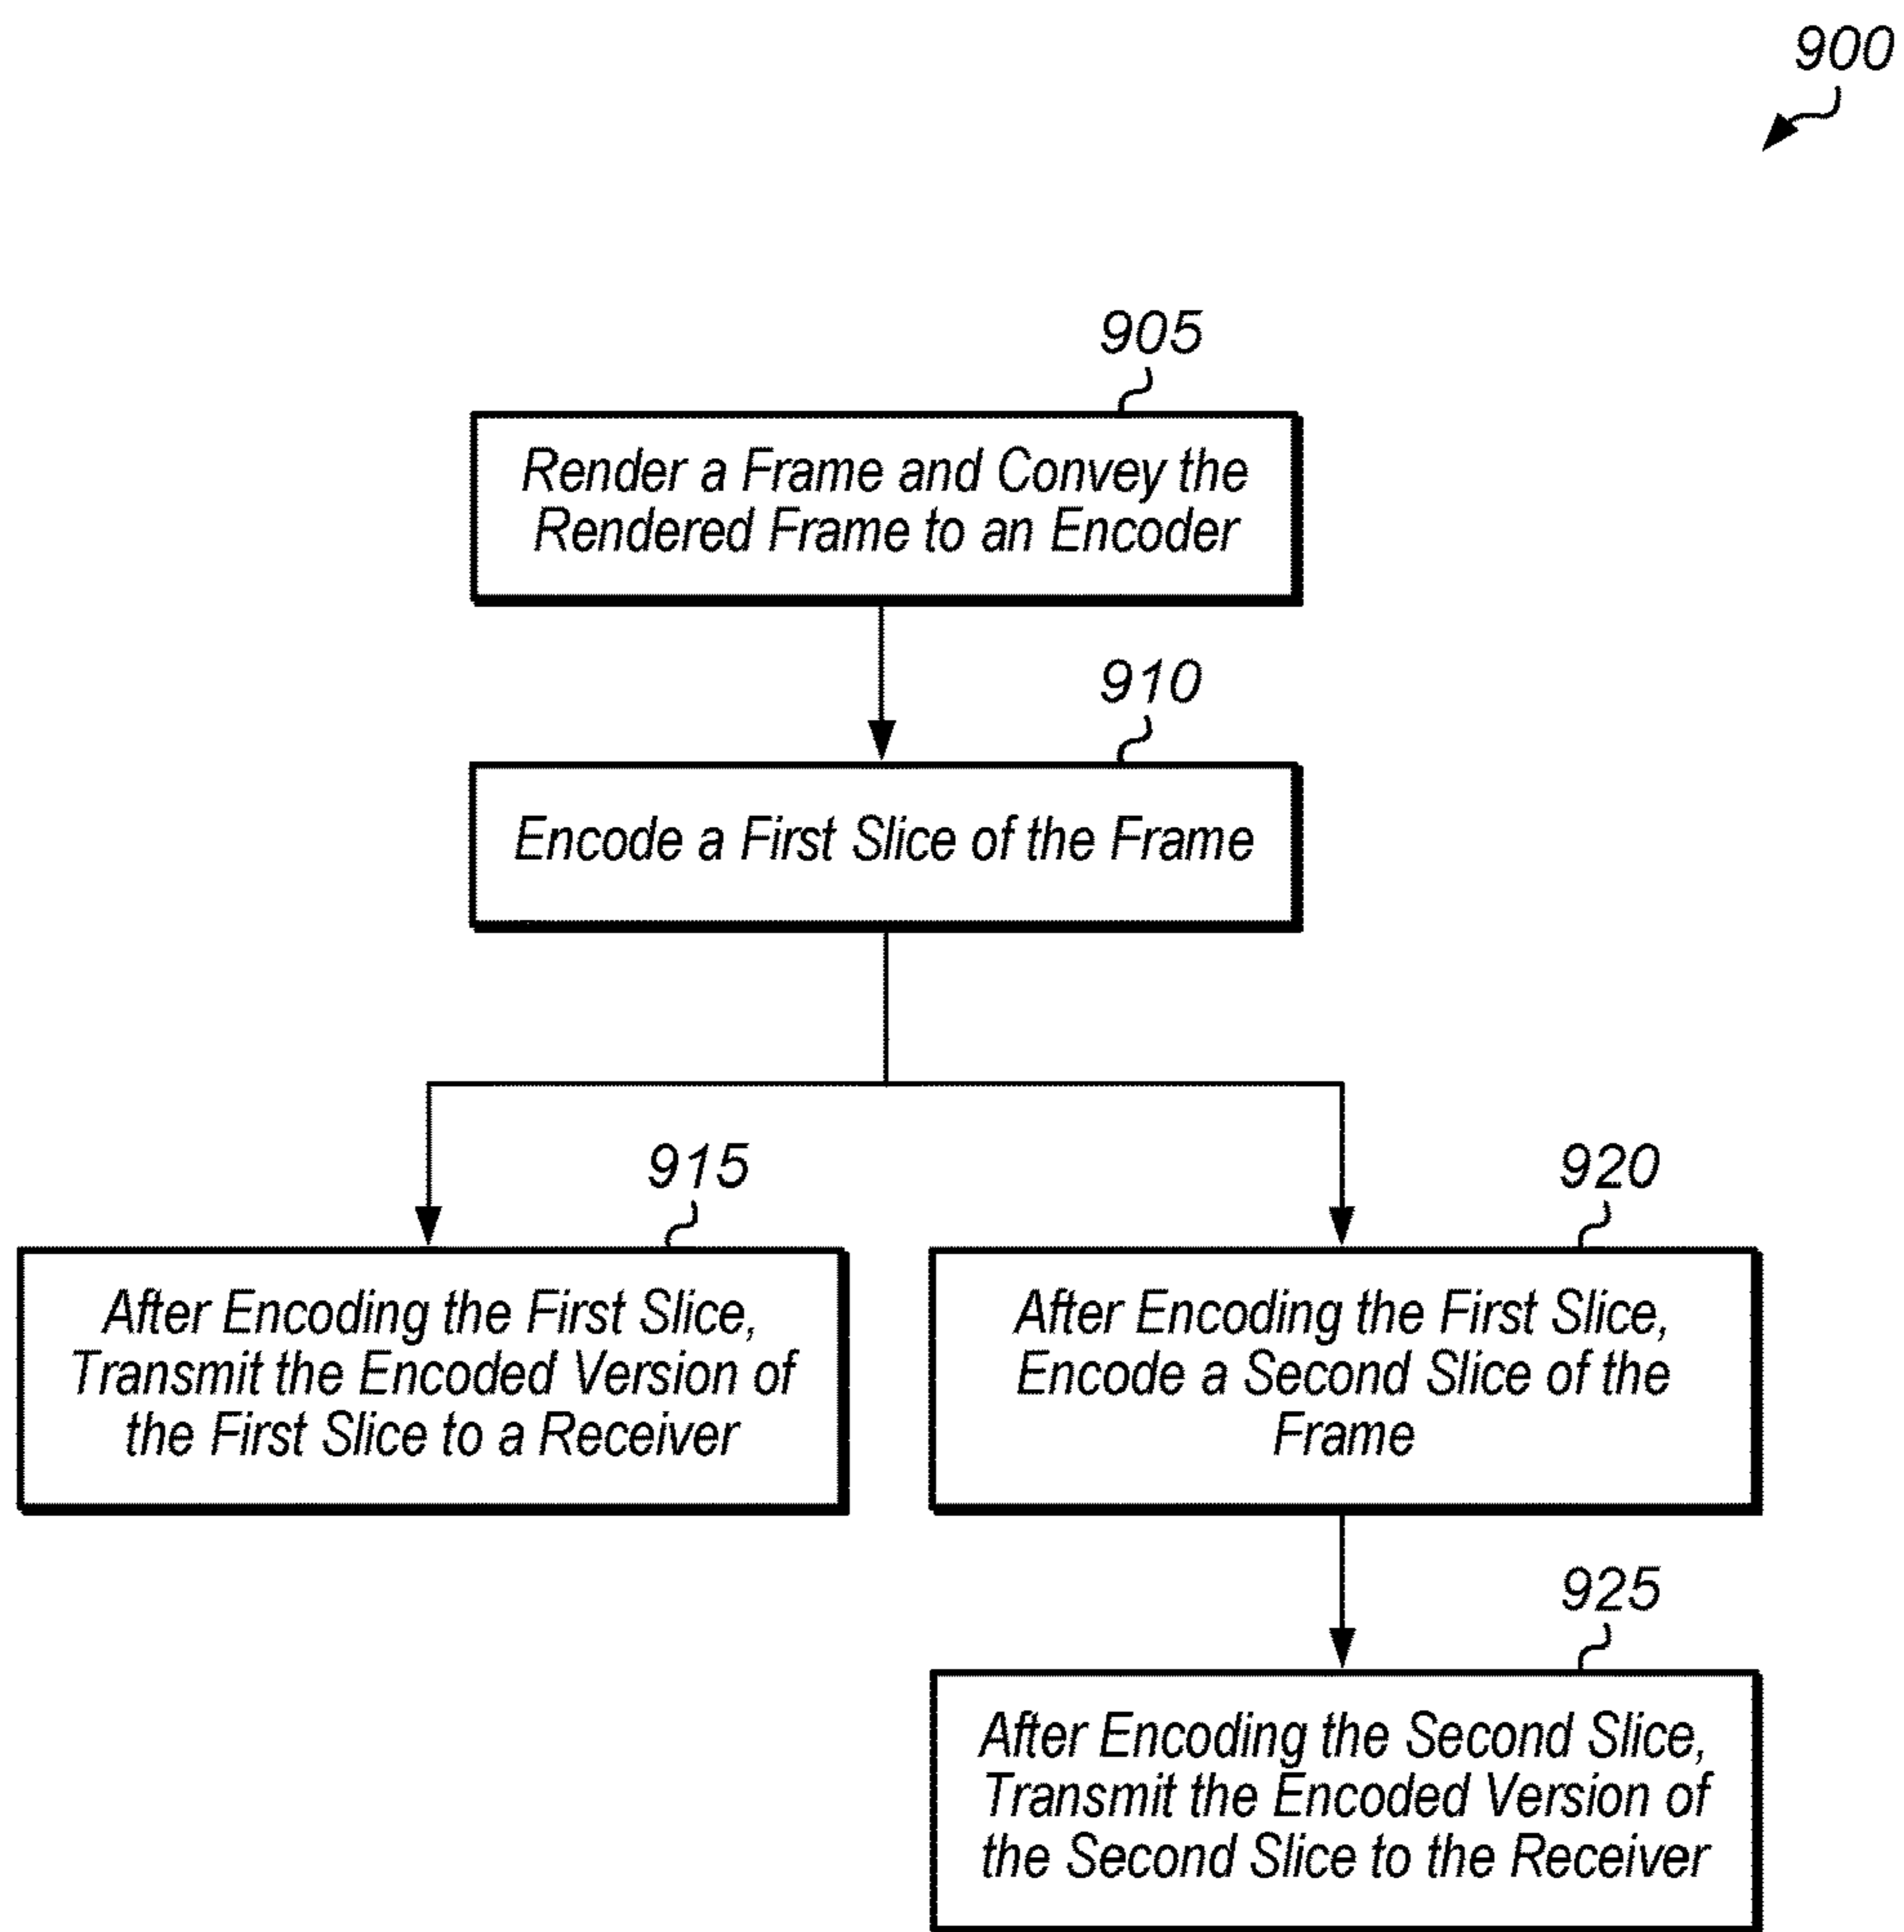 900
905
Render a Frame and Convey the
Rendered Frame to an Encoder
910
Encode a First Slice of the Frame
915
After Encoding the First Slice,
Transmit the Encoded Version of
the First Slice to a Receiver
920
After Encoding the First Slice,
Encode a Second Slice of the
Frame
925
After Encoding the Second Slice,
Transmit the Encoded Version of
the Second Slice to the Receiver